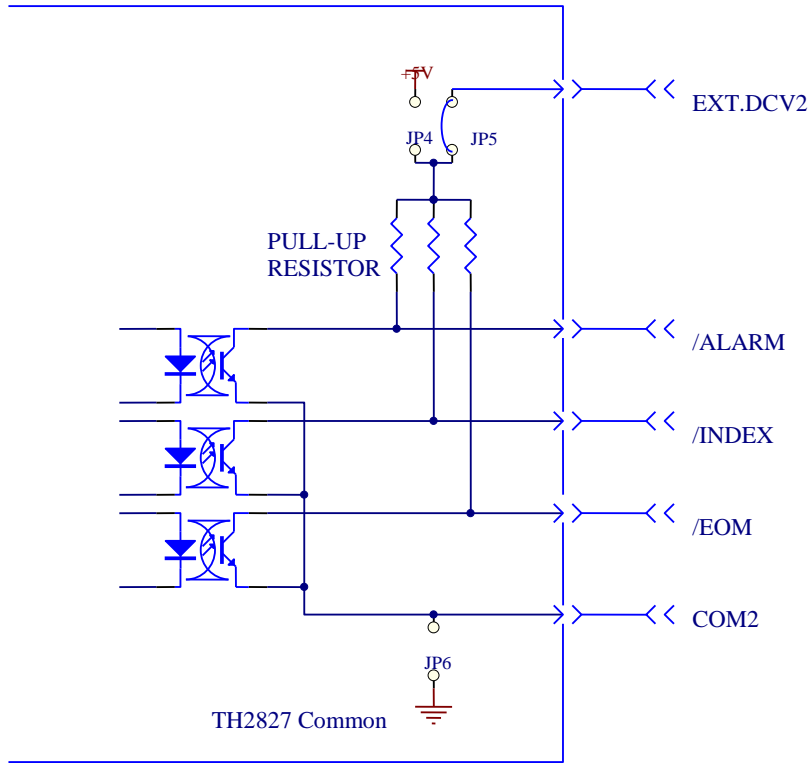 +5V
EXT.DCV2
JP4
JP5
PULL-UP
RESISTOR
/ALARM
/INDEX
/EOM
COM2
JP6
TH2827 Common